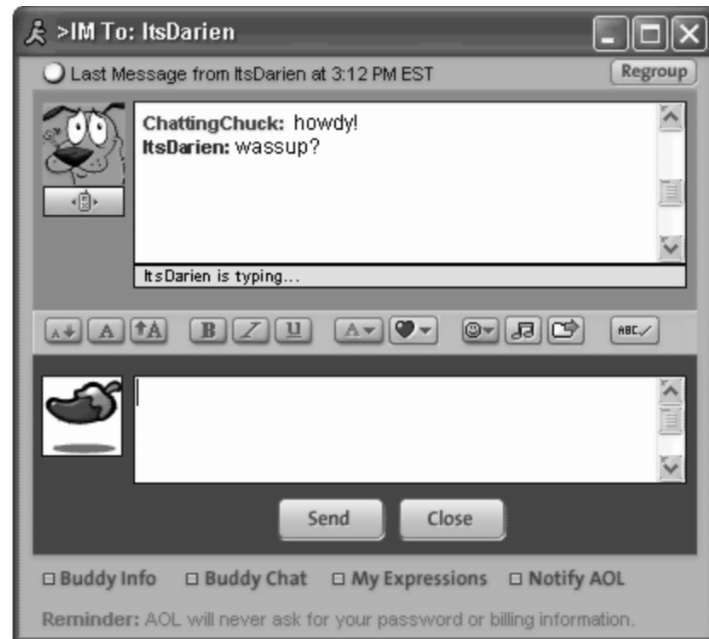 >IM To: ItsDarien
Last Message from ItsDarien at 3:12 PM EST
Regroup
ChattingChuck: howdy!
ItsDarien: wassup?
ItsDarien is typing...
A A A B I U A ABC
Send Close
Buddy Info Buddy Chat My Expressions Notify AOL
Reminder: AOL will never ask for your password or billing information.